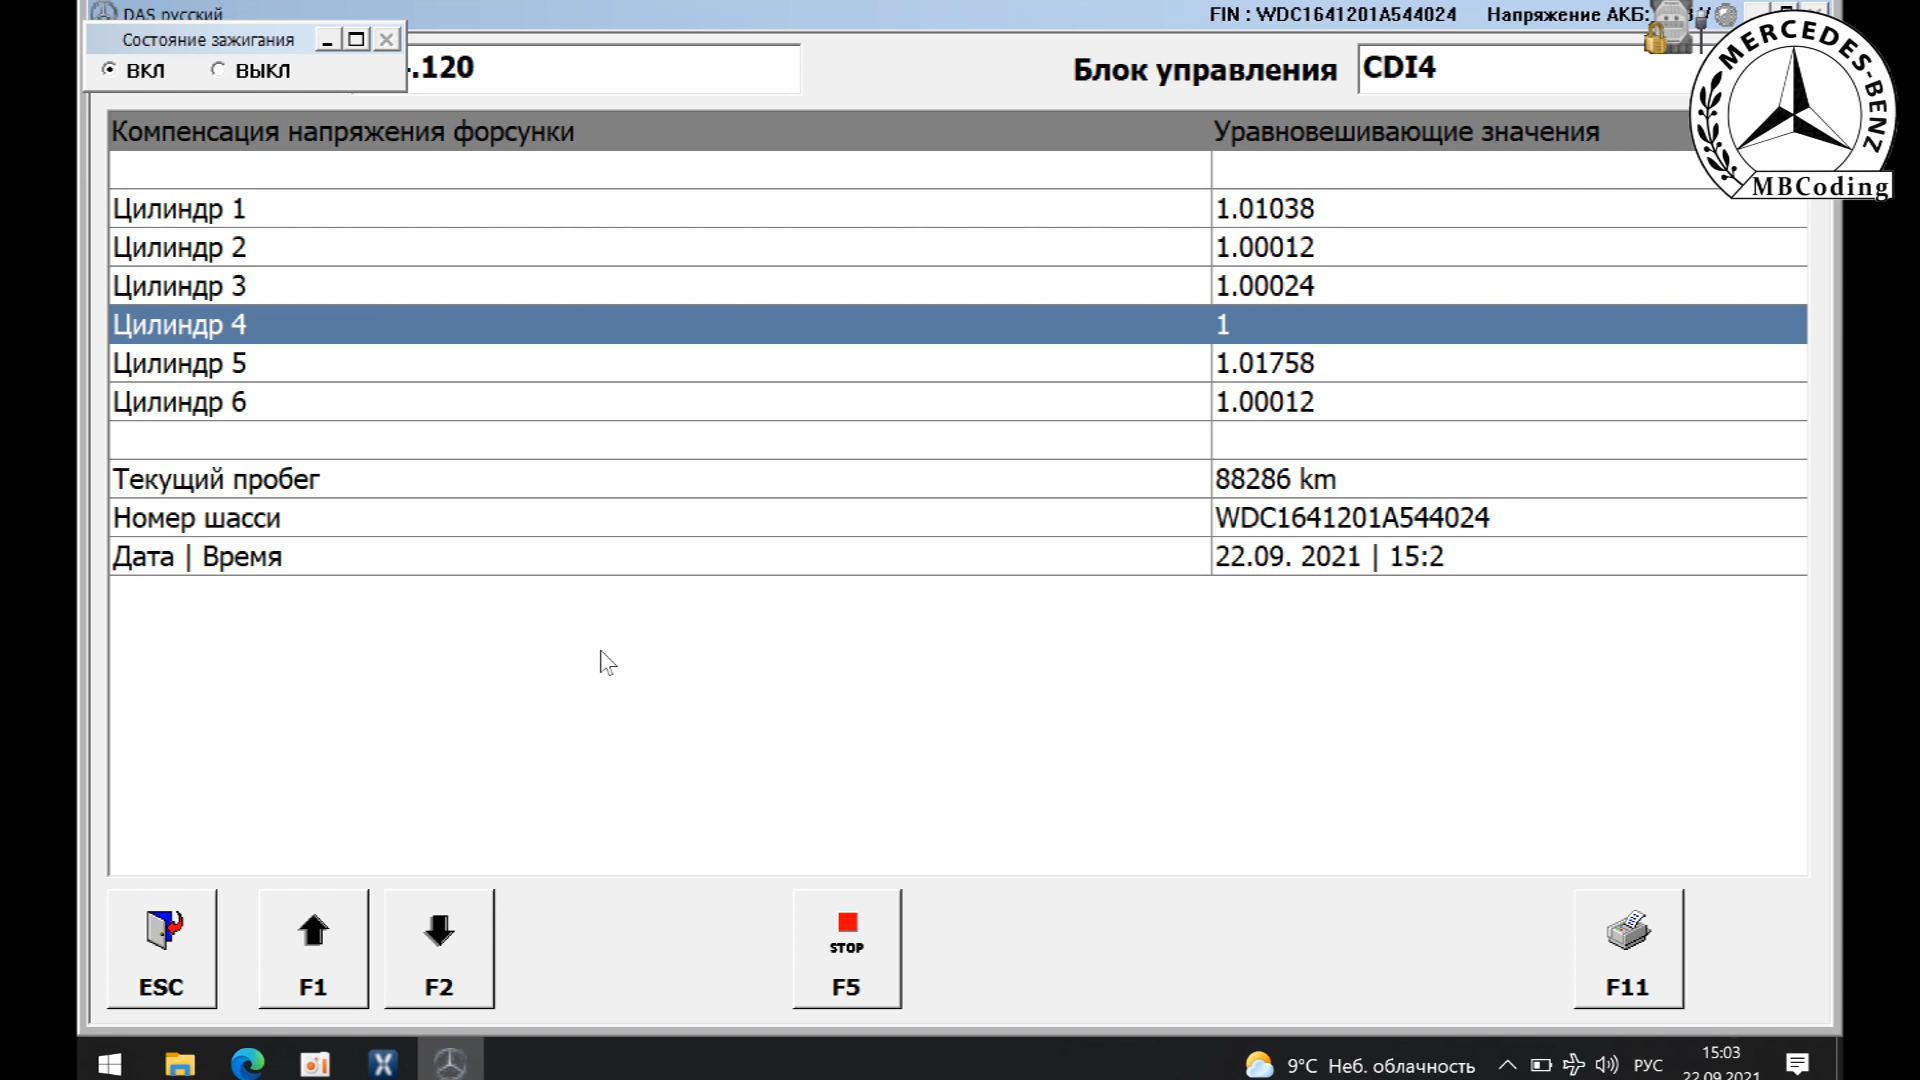 DAS русский
FIN : WDC1641201A544024 Напряжение АКБ:
Состояние зажигания
ВКЛ ВЫКЛ
.120
Блок управления CDI4
MERCEDES-BENZ
MBCoding
Компенсация напряжения форсунки Уравновешивающие значения
Цилиндр 1 1.01038
Цилиндр 2 1.00012
Цилиндр 3 1.00024
Цилиндр 4 1
Цилиндр 5 1.01758
Цилиндр 6 1.00012
Текущий пробег 88286 km
Номер шасси WDC1641201A544024
Дата | Время 22.09. 2021 | 15:2
STOP
ESC F1 F2 F5 F11
9°C Неб. облачность РУС 15:03
22.09.2021